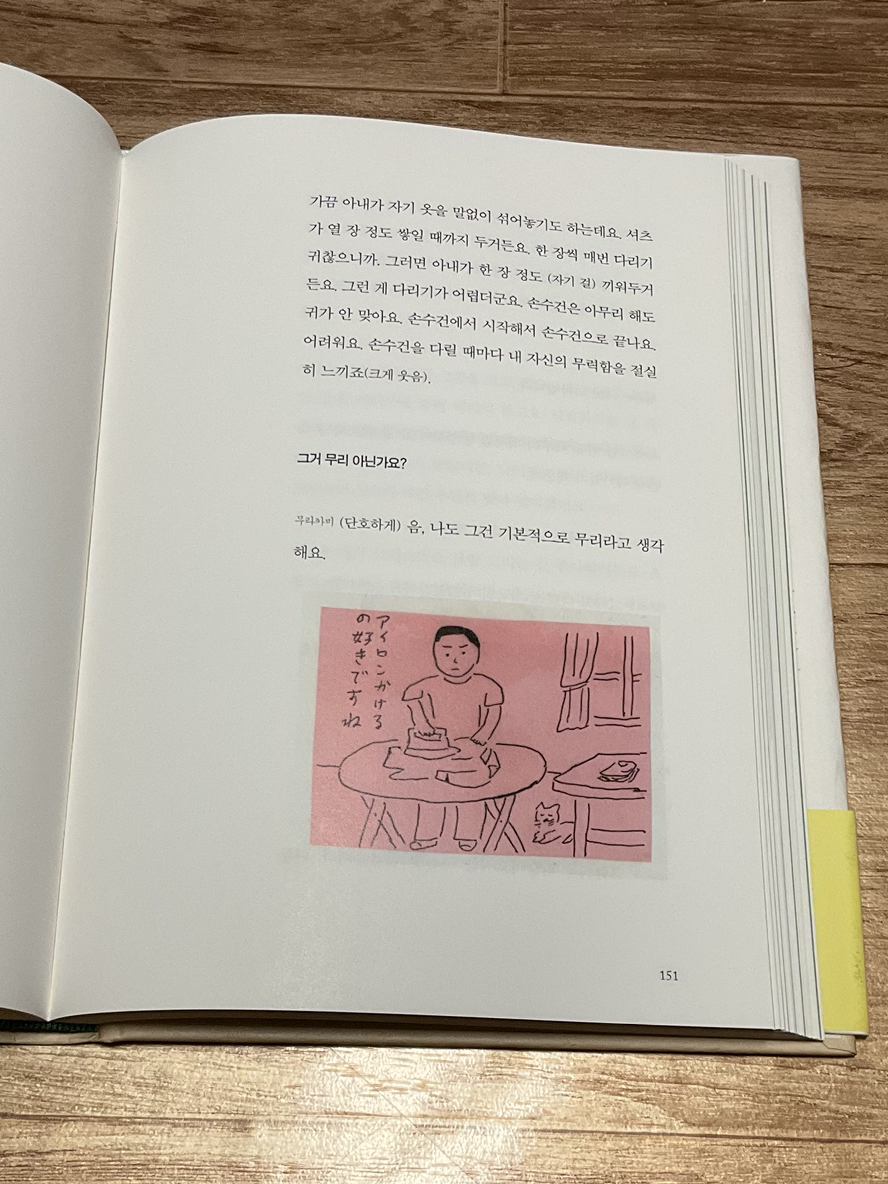 가끔 아내가 자기 옷을 말없이 섞어놓기도 하는데요. 셔츠
가 열 장 정도 쌓일 때까지 두거든요. 한 장씩 매번 다리기
귀찮으니까. 그러면 아내가 한 장 정도 (자기 걸) 끼워두거
든요. 그런 게 다리기가 어렵더군요. 손수건은 아무리 해도
귀가 안 맞아요. 손수건에서 시작해서 손수건으로 끝나요.
어려워요. 손수건을 다릴 때마다 내 자신의 무력함을 절실
히 느끼죠(크게 웃음).
그거 무리 아닌가요?
무라카미 (단호하게) 음, 나도 그건 기본적으로 무리라고 생각
해요.
アイロンかける
の好きですね
151